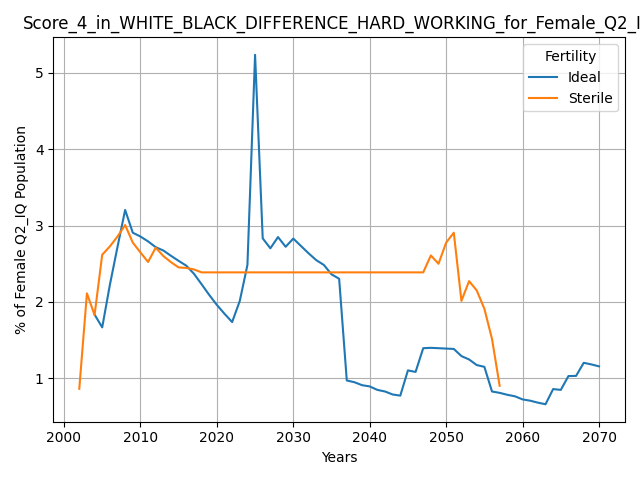 Score_4_in_WHITE_BLACK_DIFFERENCE_HARD_WORKING_for_Female_Q2_I
Fertility
Ideal
Sterile
% of Female Q2_IQ Population
5
4
3
2
1
2000 2010 2020 2030 2040 2050 2060 2070
Years